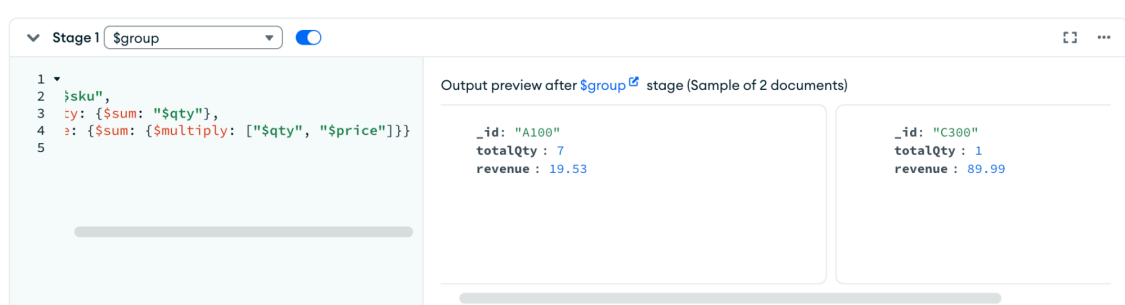 Stage 1 $group
1
2 $sku",
3 ty: {$sum: "$qty"},
4 e: {$sum: {$multiply: ["$qty", "$price"]}}
5
Output preview after $group stage (Sample of 2 documents)
_id: "A100"
totalQty : 7
revenue : 19.53
_id: "C300"
totalQty : 1
revenue : 89.99